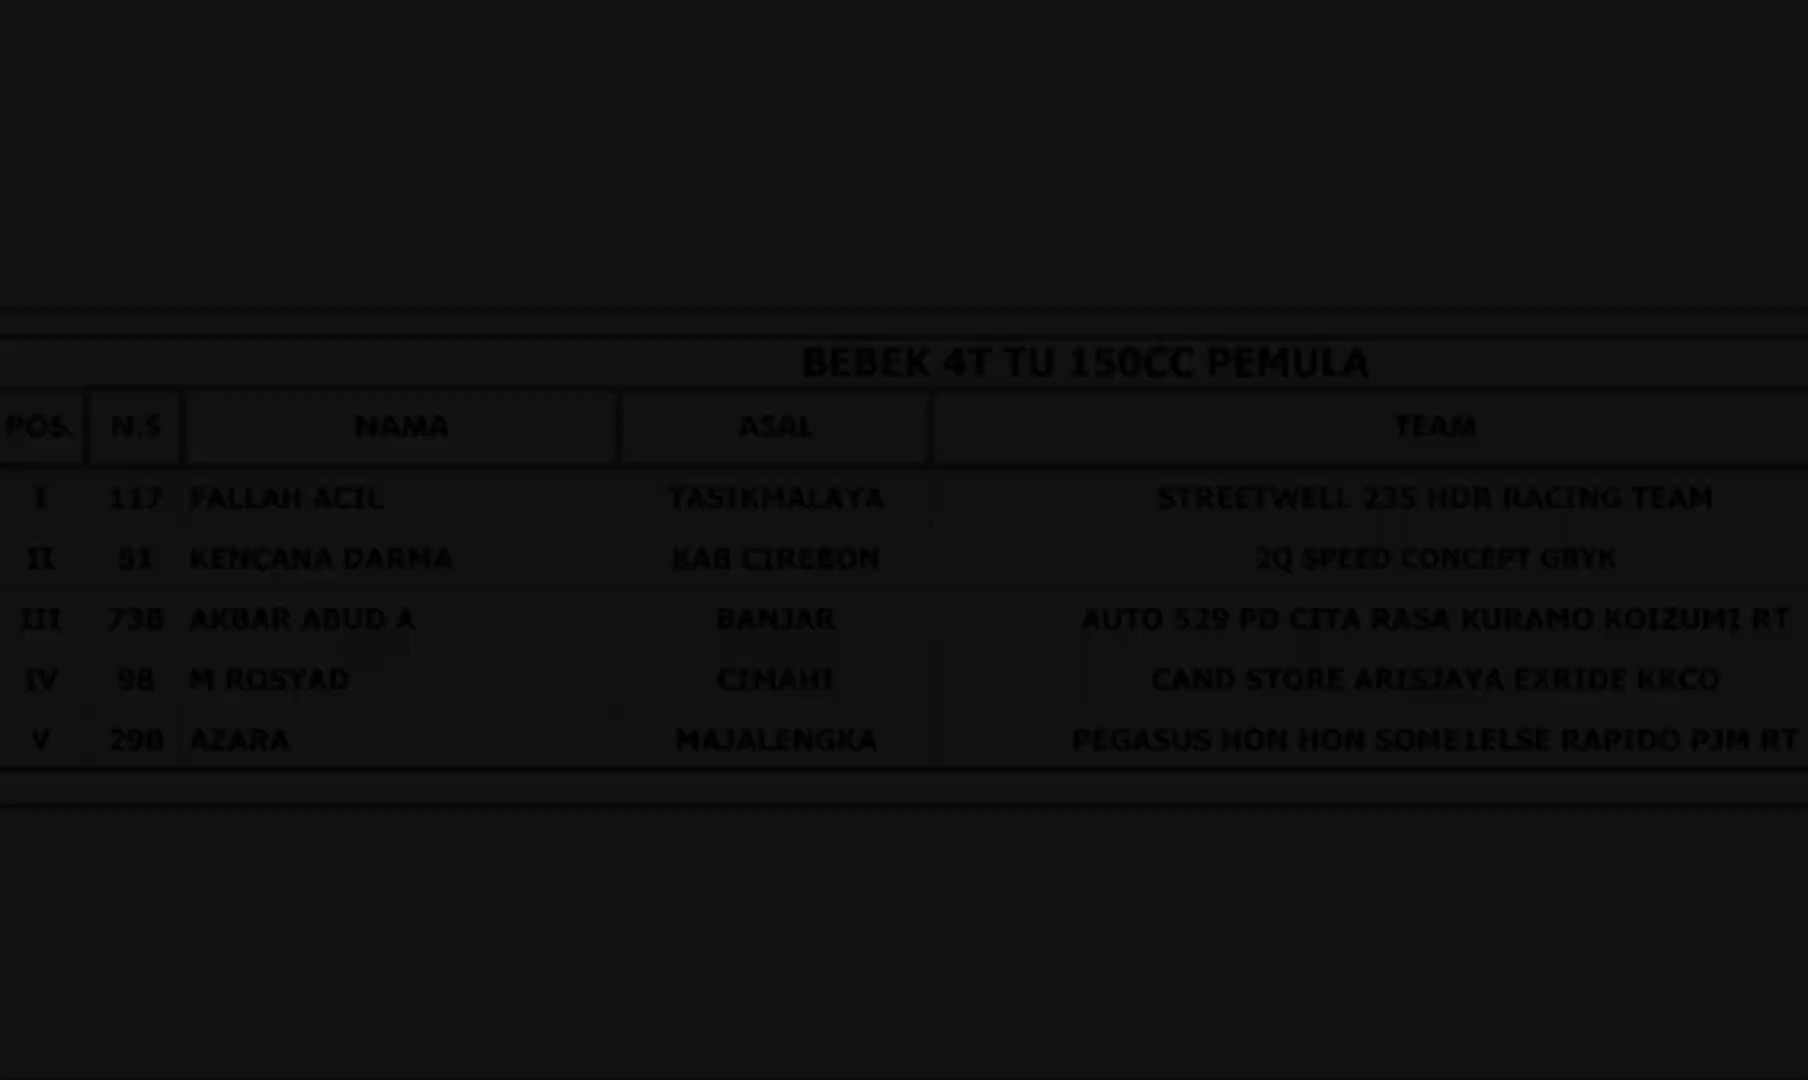 BEBEK 4T TU 150CC PEMULA
POS. N.S NAMA ASAL TEAM
I 117 FALLAH ACIL TASIKMALAYA STREETWELL 235 HDR RACING TEAM
II 51 KENCANA DARMA KAB CIREBON 2Q SPEED CONCEPT GBYK
III 738 AKBAR ABUD A BANJAR AUTO 529 PD CITA RASA KURAMO KOIZUMI RT
IV 98 M ROSYAD CIMAHI CAND STORE ARISJAYA EXRIDE KKCO
V 298 AZARA MAJALENGKA PEGASUS HON HON SOME1ELSE RAPIDO PJM RT